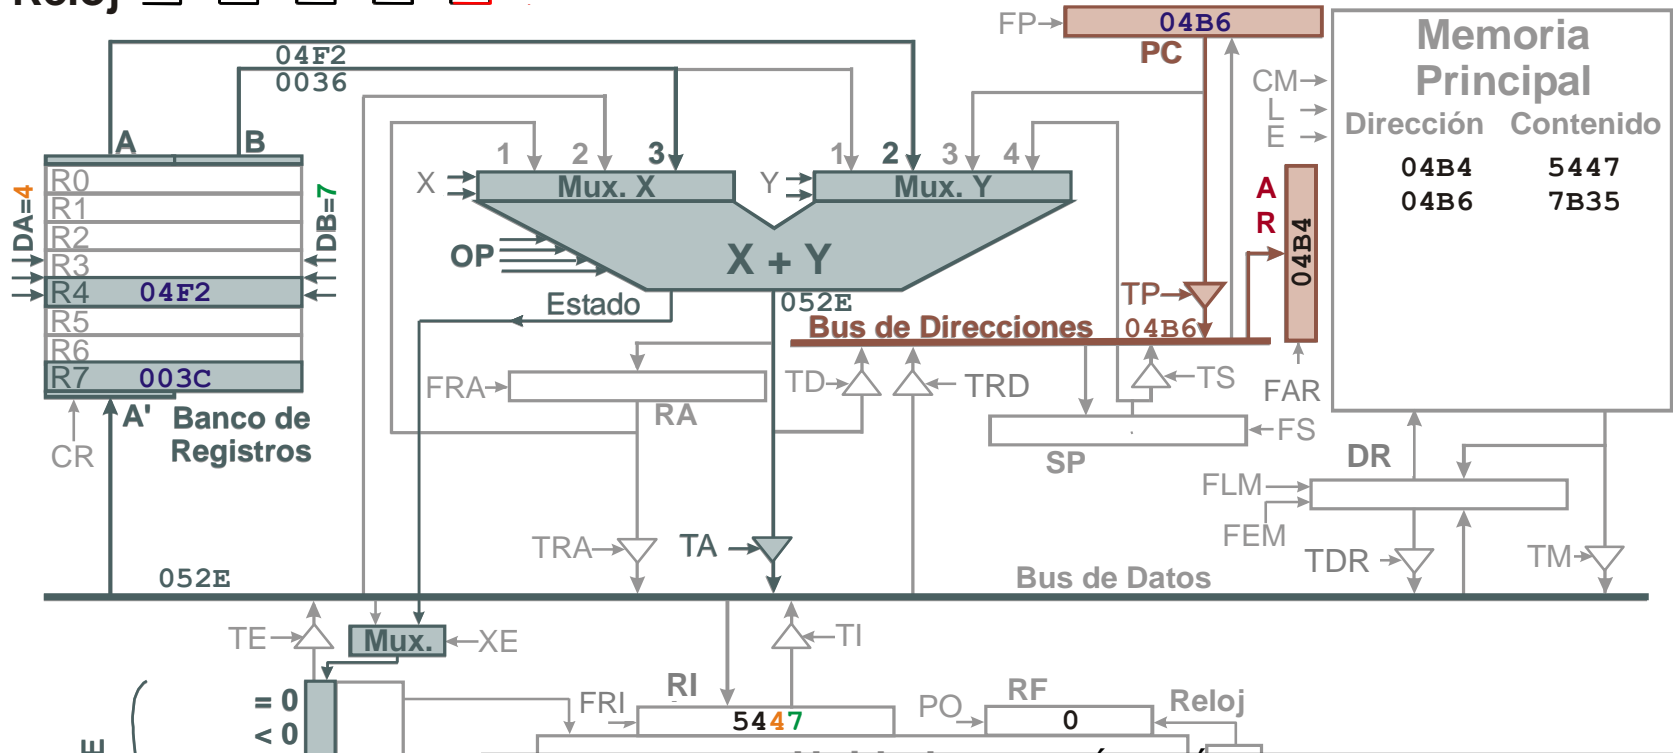 Reloj
FP
04B6
PC
Memoria
Principal
Dirección Contenido
04B4 5447
04B6 7B35
CM
L
E
04F2
0036
A B
1 2 3
1 2 3 4
X
Mux. X
Y
Mux. Y
R0
R1
R2
R3
R4 04F2
R5
R6
R7 003C
DA=4
DB=7
OP
X + Y
A
R
04B4
FAR
TP
052E
Estado
Bus de Direcciones 04B6
FRA
RA
TD
TRD
TS
FS
SP
A'
Banco de
Registros
CR
DR
FLM
FEM
TRA
TA
TDR
TM
052E
Bus de Datos
TE
Mux.
XE
TI
= 0
< 0
E
FRI
RI
5447
PO
RF
0
Reloj